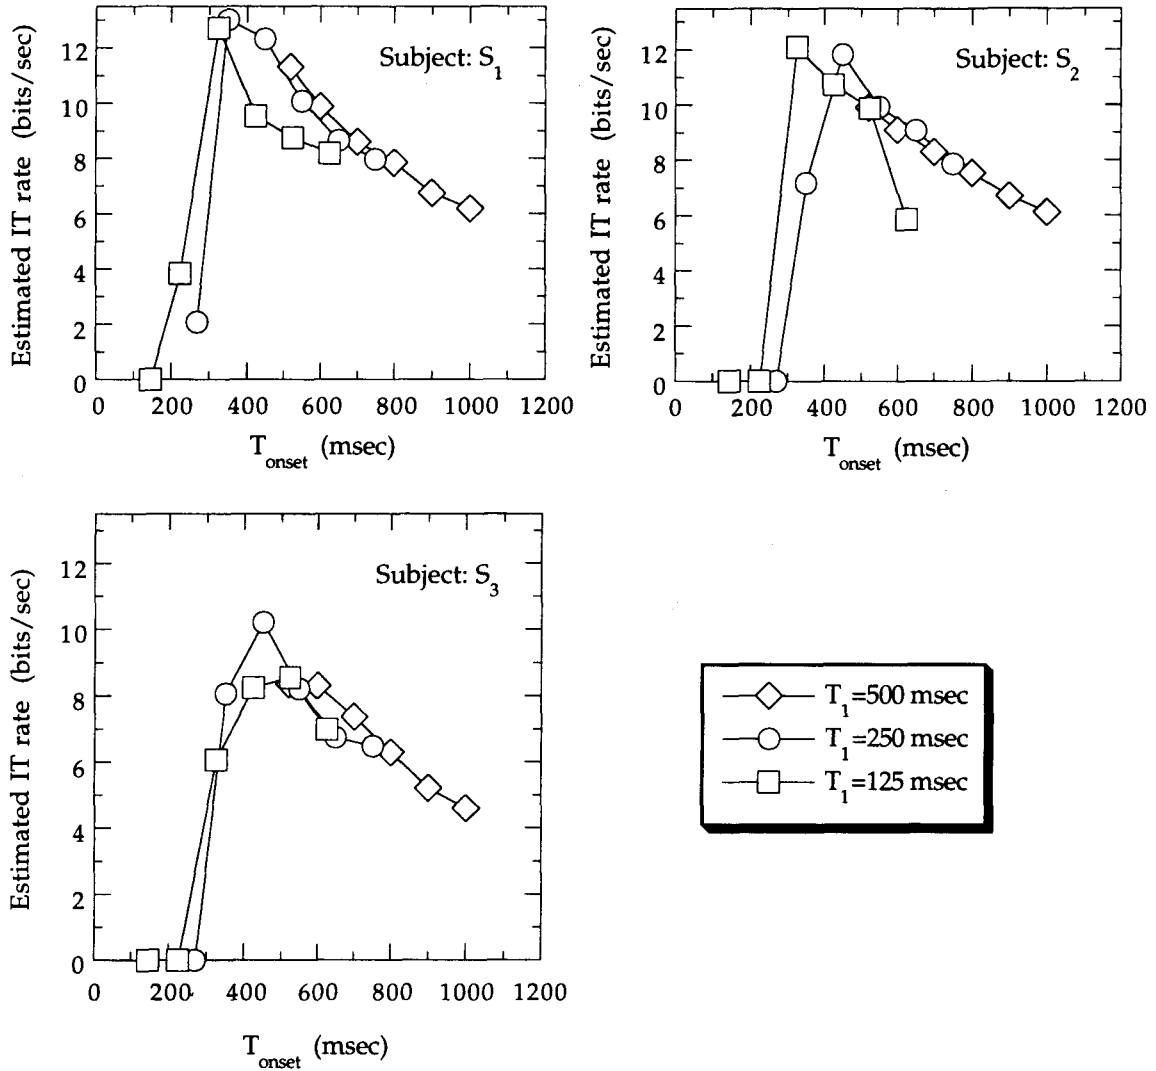 Estimated IT rate (bits/sec)
12
10
8
6
4
2
0
Subject: S1
0 200 400 600 800 1000 1200
Tonset (msec)
Estimated IT rate (bits/sec)
12
10
8
6
4
2
0
Subject: S2
0 200 400 600 800 1000 1200
Tonset (msec)
Estimated IT rate (bits/sec)
12
10
8
6
4
2
0
Subject: S3
0 200 400 600 800 1000 1200
Tonset (msec)
T1=500 msec
T1=250 msec
T1=125 msec